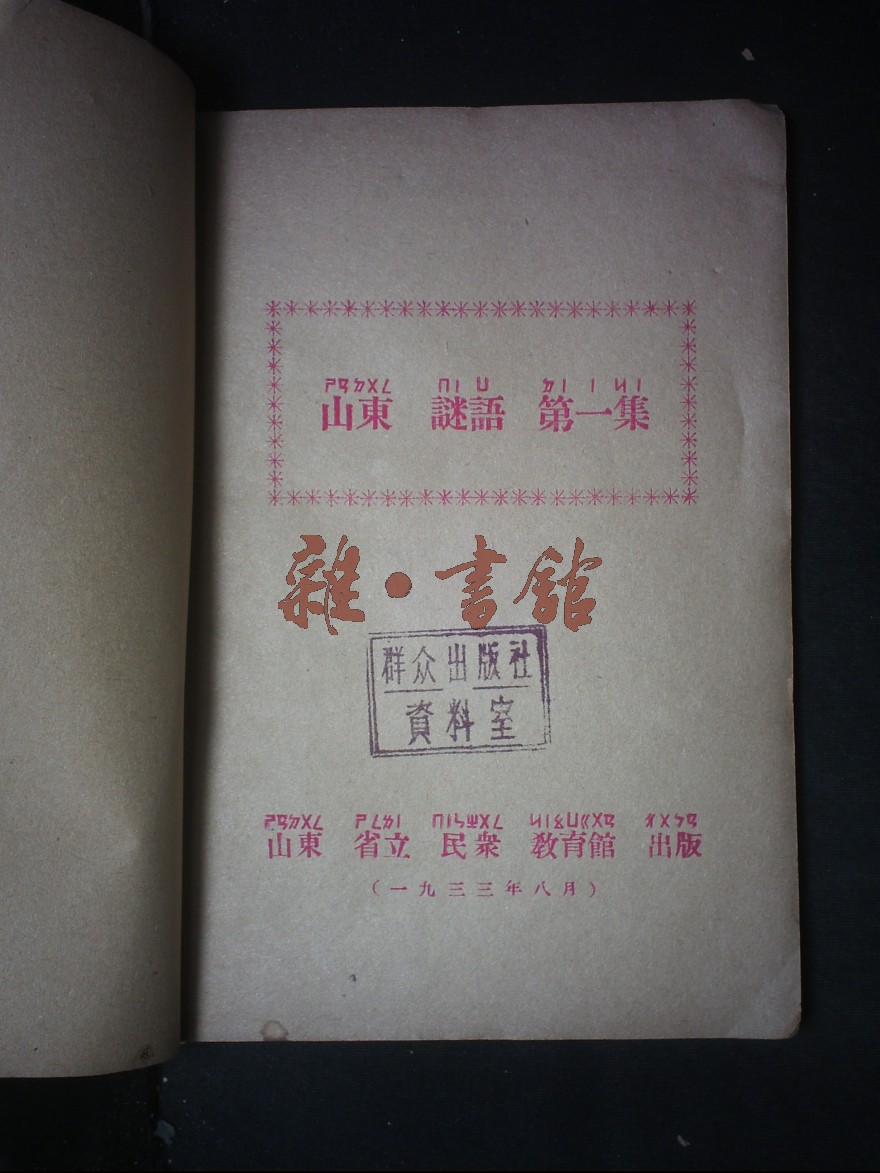 山東 謎語 第一集
雜·書館
群众出版社
資料室
山東 省立 民衆 教育館 出版
(一九三三年八月)